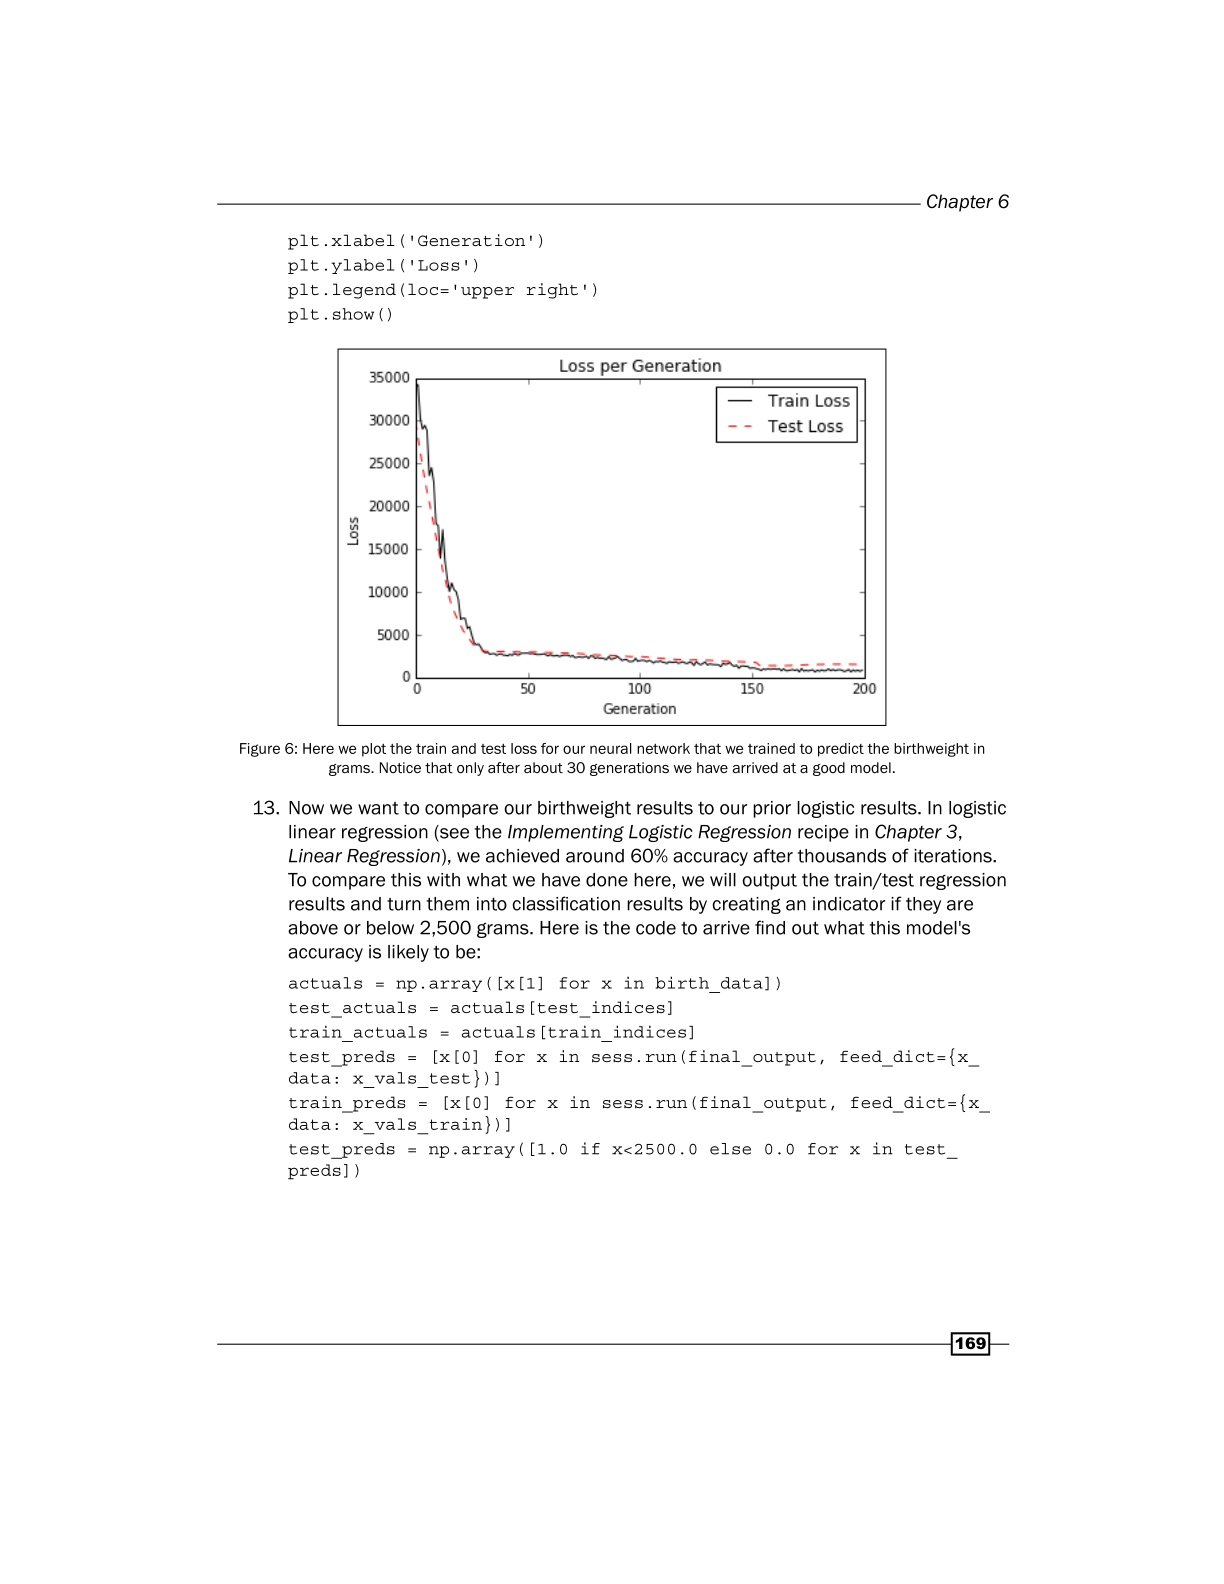 Chapter 6
plt.xlabel('Generation')
plt.ylabel('Loss')
plt.legend(loc='upper right')
plt.show()
Loss per Generation
35000
30000
25000
20000
15000
10000
5000
0
Loss
Train Loss
Test Loss
0 50 100 150 200
Generation
Figure 6: Here we plot the train and test loss for our neural network that we trained to predict the birthweight in
grams. Notice that only after about 30 generations we have arrived at a good model.
13. Now we want to compare our birthweight results to our prior logistic results. In logistic
linear regression (see the Implementing Logistic Regression recipe in Chapter 3,
Linear Regression), we achieved around 60% accuracy after thousands of iterations.
To compare this with what we have done here, we will output the train/test regression
results and turn them into classification results by creating an indicator if they are
above or below 2,500 grams. Here is the code to arrive find out what this model's
accuracy is likely to be:
actuals = np.array([x[1] for x in birth_data])
test_actuals = actuals[test_indices]
train_actuals = actuals[train_indices]
test_preds = [x[0] for x in sess.run(final_output, feed_dict={x_
data: x_vals_test})]
train_preds = [x[0] for x in sess.run(final_output, feed_dict={x_
data: x_vals_train})]
test_preds = np.array([1.0 if x<2500.0 else 0.0 for x in test_
preds])
169